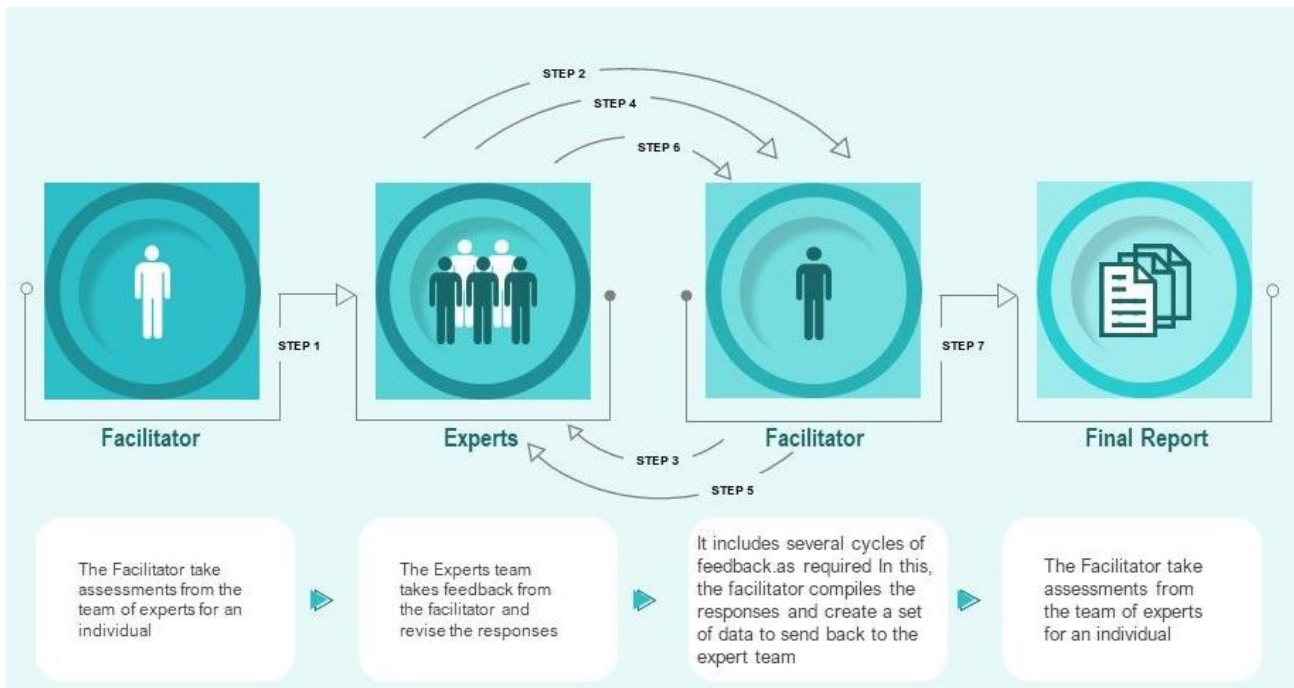 STEP 2
STEP 4
STEP 6
STEP 1
STEP 7
Facilitator
Experts
Facilitator
Final Report
STEP 3
STEP 5
The Facilitator take
assessments from the
team of experts for an
individual
The Experts team
takes feedback from
the facilitator and
revise the responses
It includes several cycles of
feedback.as required In this,
the facilitator compiles the
responses and create a set
of data to send back to the
expert team
The Facilitator take
assessments from
the team of experts
for an individual